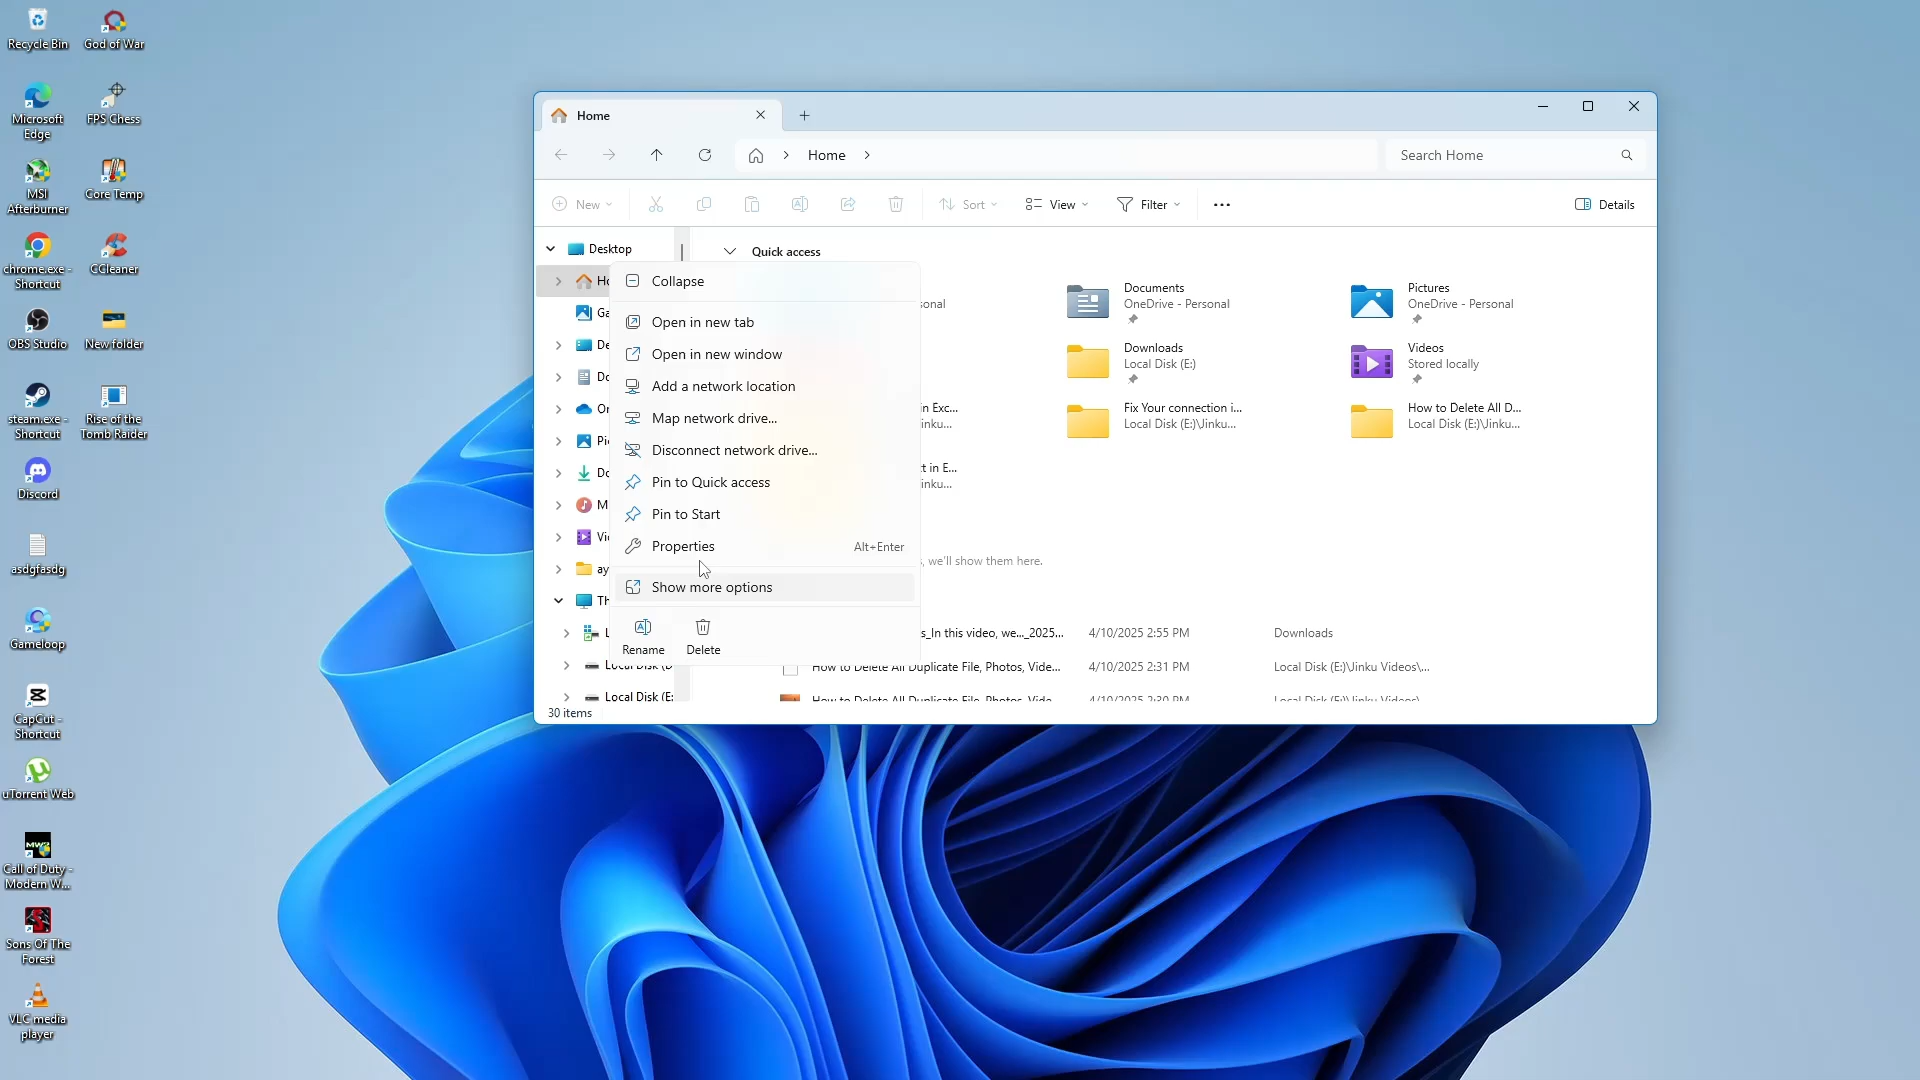 Recycle Bin
God of War
Microsoft
Edge
FPS Chess
MSI
Afterburner
Core Temp
chrome.exe -
Shortcut
CCleaner
OBS Studio
New folder
steam.exe -
Shortcut
Rise of the
Tomb Raider
Discord
asdgfasdg
Gameloop
CapCut -
Shortcut
uTorrent Web
Call of Duty -
Modern W...
Sons Of The
Forest
VLC media
player
Home
Home
Search Home
New
Sort
View
Filter
Details
Desktop
Quick access
Collapse
Open in new tab
Open in new window
Add a network location
Map network drive...
Disconnect network drive...
Pin to Quick access
Pin to Start
Properties Alt+Enter
Show more options
Rename
Delete
Documents
OneDrive - Personal
Pictures
OneDrive - Personal
Downloads
Local Disk (E:)
Videos
Stored locally
in Exc...
inku...
Fix Your connection i...
Local Disk (E:)\Jinku...
How to Delete All D...
Local Disk (E:)\Jinku...
t in E...
inku...
, we'll show them here.
s_In this video, we..._2025... 4/10/2025 2:55 PM Downloads
How to Delete All Duplicate File, Photos, Vide... 4/10/2025 2:31 PM Local Disk (E:)\Jinku Videos\...
How to Delete All Duplicate File, Photos, Vide... 4/10/2025 2:30 PM Local Disk (E:)\Jinku Videos\...
Local Disk (D
Local Disk (E:
30 items